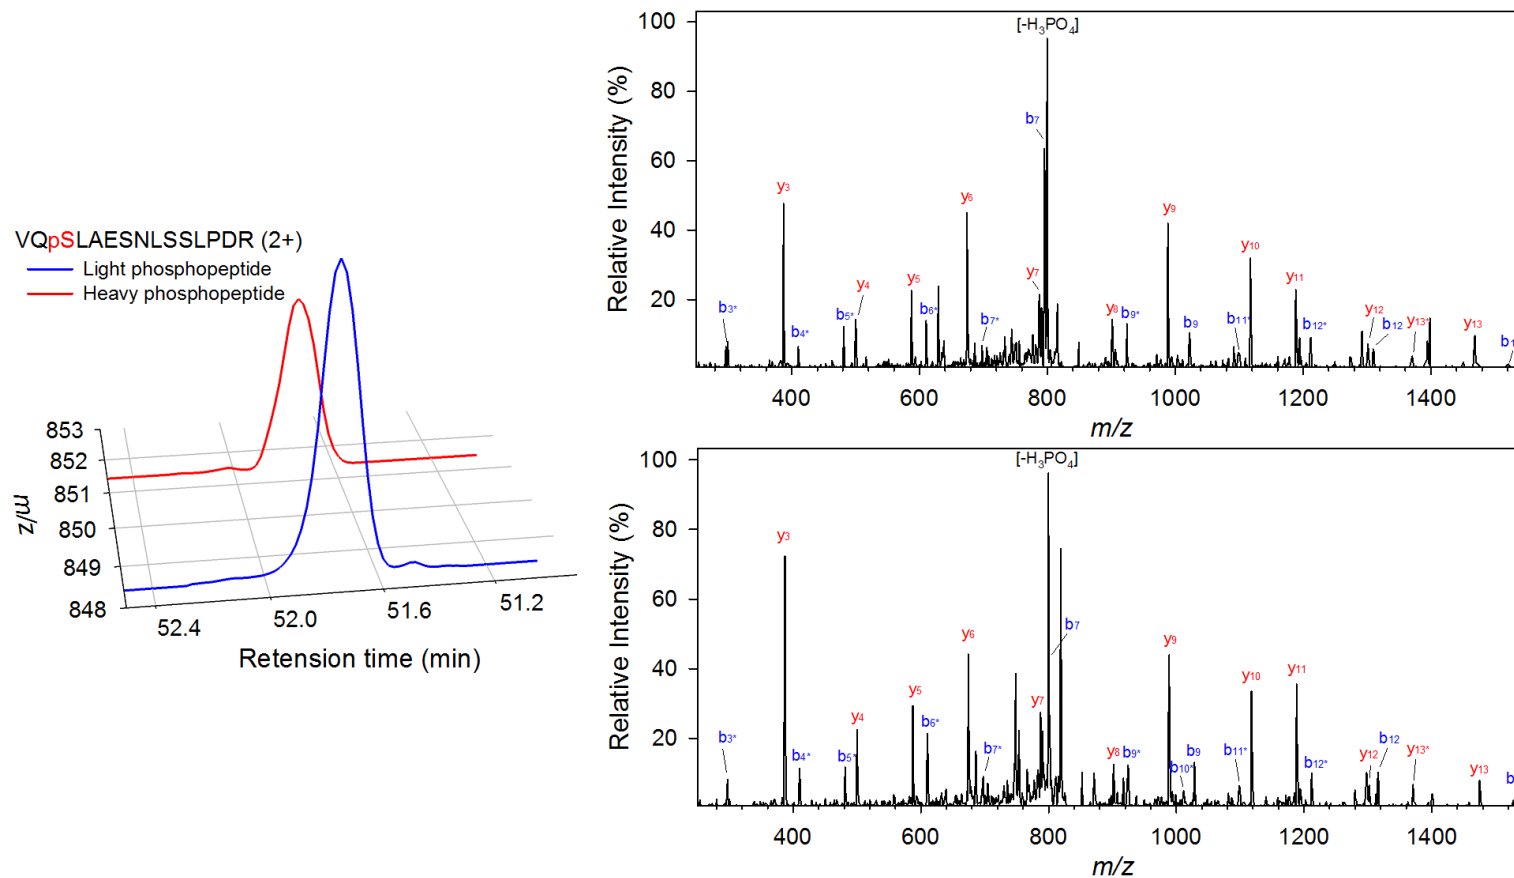 VQpSLAESNLSSLPDR (2+)
Light phosphopeptide
Heavy phosphopeptide
853
852
851
850
849
848
m/z
52.4
52.0
51.6
51.2
Retension time (min)
[-H₃PO₄]
100
80
60
40
20
Relative Intensity (%)
b₃*
y₃
b₄*
b₅*
y₄
y₅
b₆*
y₆
b₇*
y₇
b₇
y₈
b₉*
y₉
b₉
y₁₀
b₁₁*
y₁₁
b₁₂*
y₁₂
b₁₂
y₁₃*
y₁₃
b₁
400
600
800
1000
1200
1400
m/z
[-H₃PO₄]
100
80
60
40
20
Relative Intensity (%)
b₃*
y₃
b₄*
b₅*
y₄
y₅
b₆*
y₆
b₇*
y₇
b₇
y₈
b₉*
y₉
b₁₀*
b₉
y₁₀
b₁₁*
y₁₁
b₁₂*
y₁₂
b₁₂
y₁₃*
y₁₃
b
400
600
800
1000
1200
1400
m/z